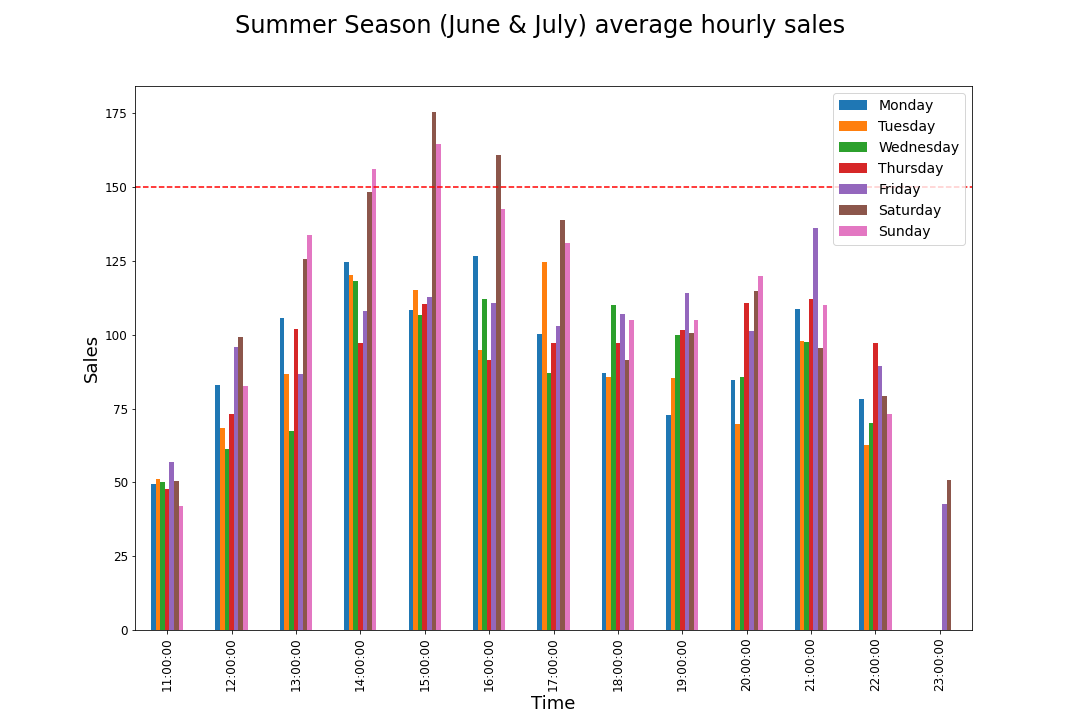 Summer Season (June & July) average hourly sales
175
150
125
100
75
50
25
0
Sales
Monday
Tuesday
Wednesday
Thursday
Friday
Saturday
Sunday
11:00:00
12:00:00
13:00:00
14:00:00
15:00:00
16:00:00
17:00:00
18:00:00
19:00:00
20:00:00
21:00:00
22:00:00
23:00:00
Time